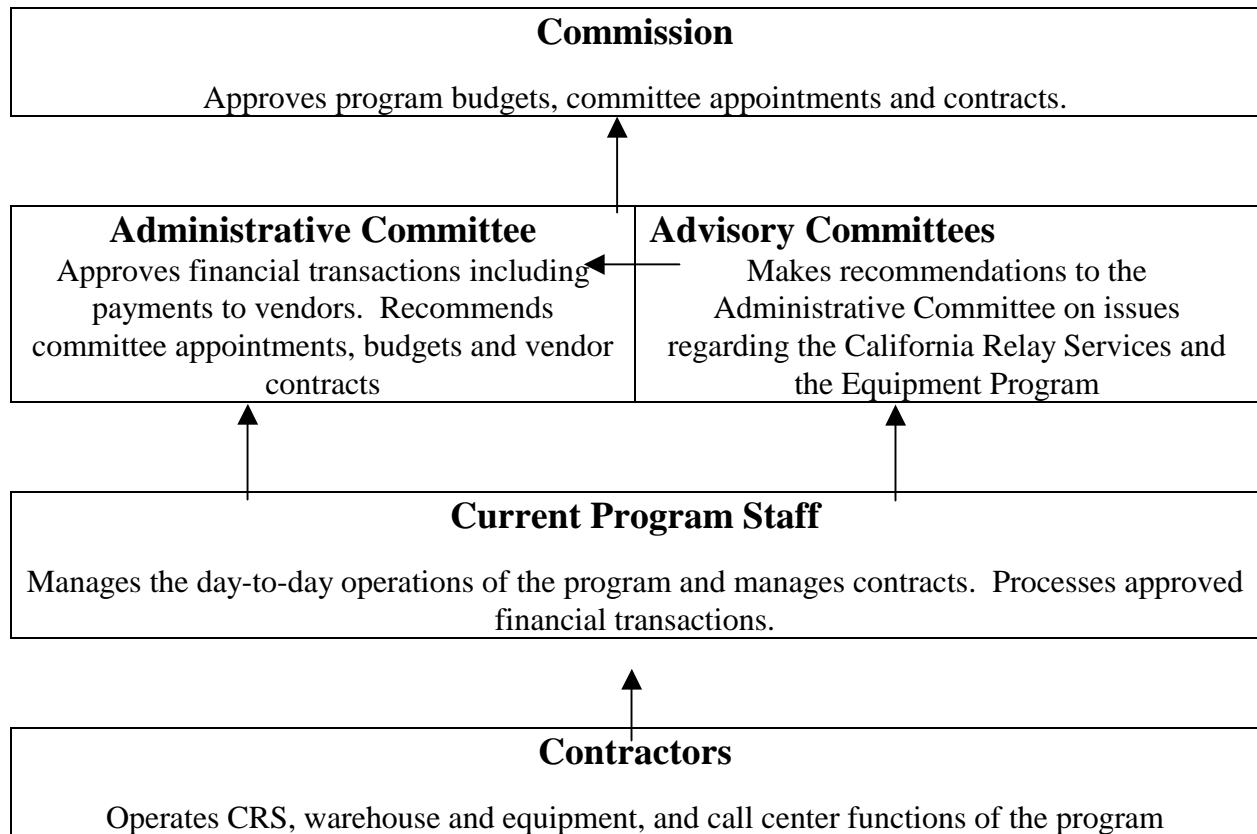 Commission
Approves program budgets, committee appointments and contracts.
Administrative Committee
Approves financial transactions including
payments to vendors.  Recommends
committee appointments, budgets and vendor
contracts
Advisory Committees
Makes recommendations to the
Administrative Committee on issues
regarding the California Relay Services and
the Equipment Program
Current Program Staff
Manages the day-to-day operations of the program and manages contracts.  Processes approved
financial transactions.
Contractors
Operates CRS, warehouse and equipment, and call center functions of the program